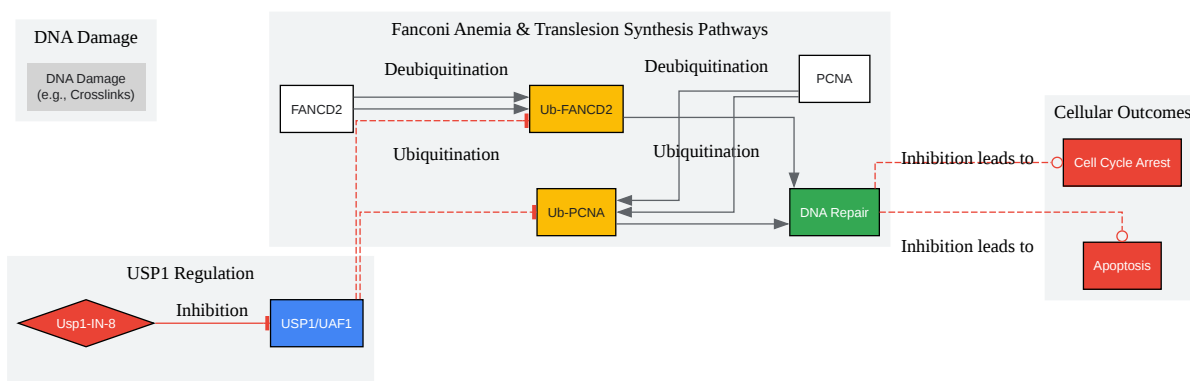 DNA Damage
DNA Damage
(e.g., Crosslinks)
Fanconi Anemia & Translesion Synthesis Pathways
Deubiquitination
Deubiquitination
PCNA
FANCD2
Ub-FANCD2
Ubiquitination
Ubiquitination
Ub-PCNA
DNA Repair
Inhibition leads to
Inhibition leads to
Cellular Outcomes
Cell Cycle Arrest
Apoptosis
USP1 Regulation
Usp1-IN-8
Inhibition
USP1/UAF1